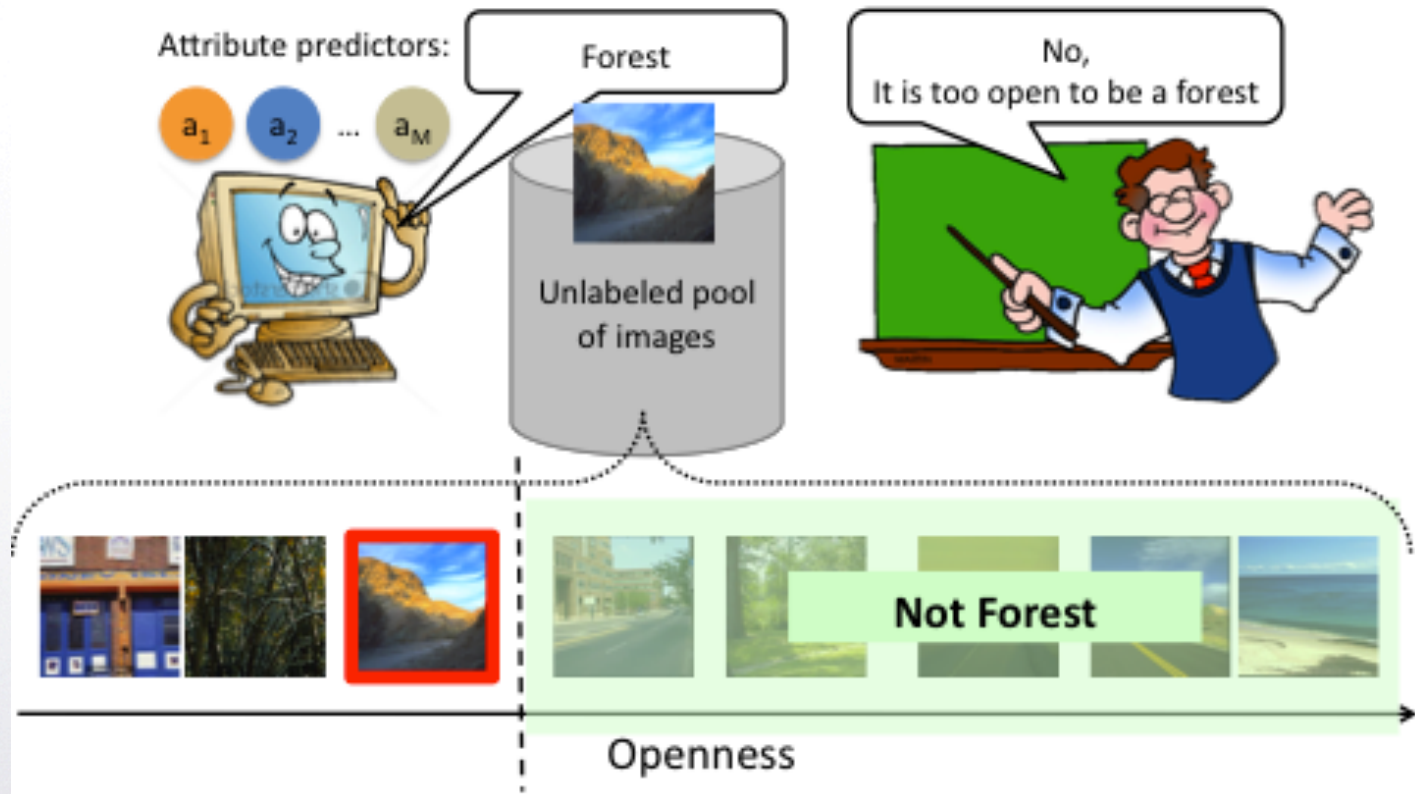 Attribute predictors:
Forest
No,
It is too open to be a forest
a₁ a₂ ... aₘ
Unlabeled pool
of images
Not Forest
Openness